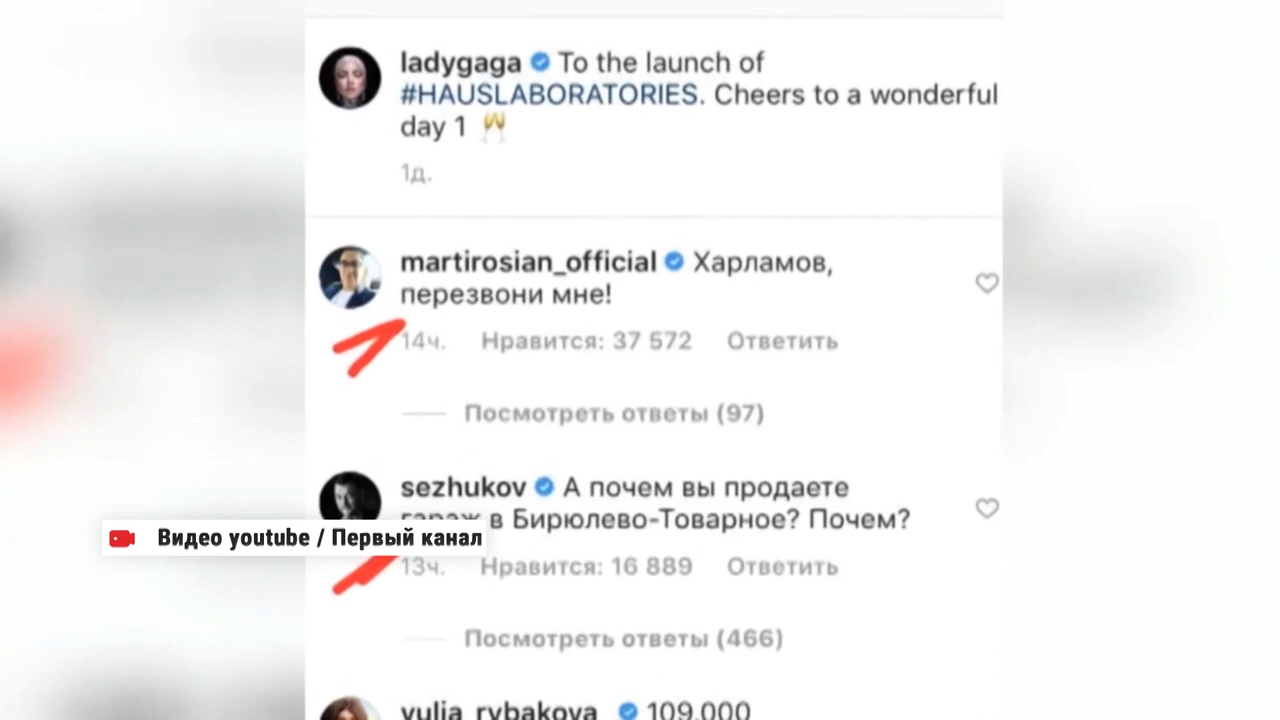 ladygaga To the launch of
#HAUSLABORATORIES. Cheers to a wonderful
day 1 🥂
1д.
martirosian_official Харламов,
перезвони мне!
14ч. Нравится: 37 572 Ответить
Посмотреть ответы (97)
sezhukov А почем вы продаете
гараж в Бирюлево-Товарное? Почем?
Видео youtube / Первый канал
13ч. Нравится: 16 889 Ответить
Посмотреть ответы (466)
yulia_rybakova 109.000